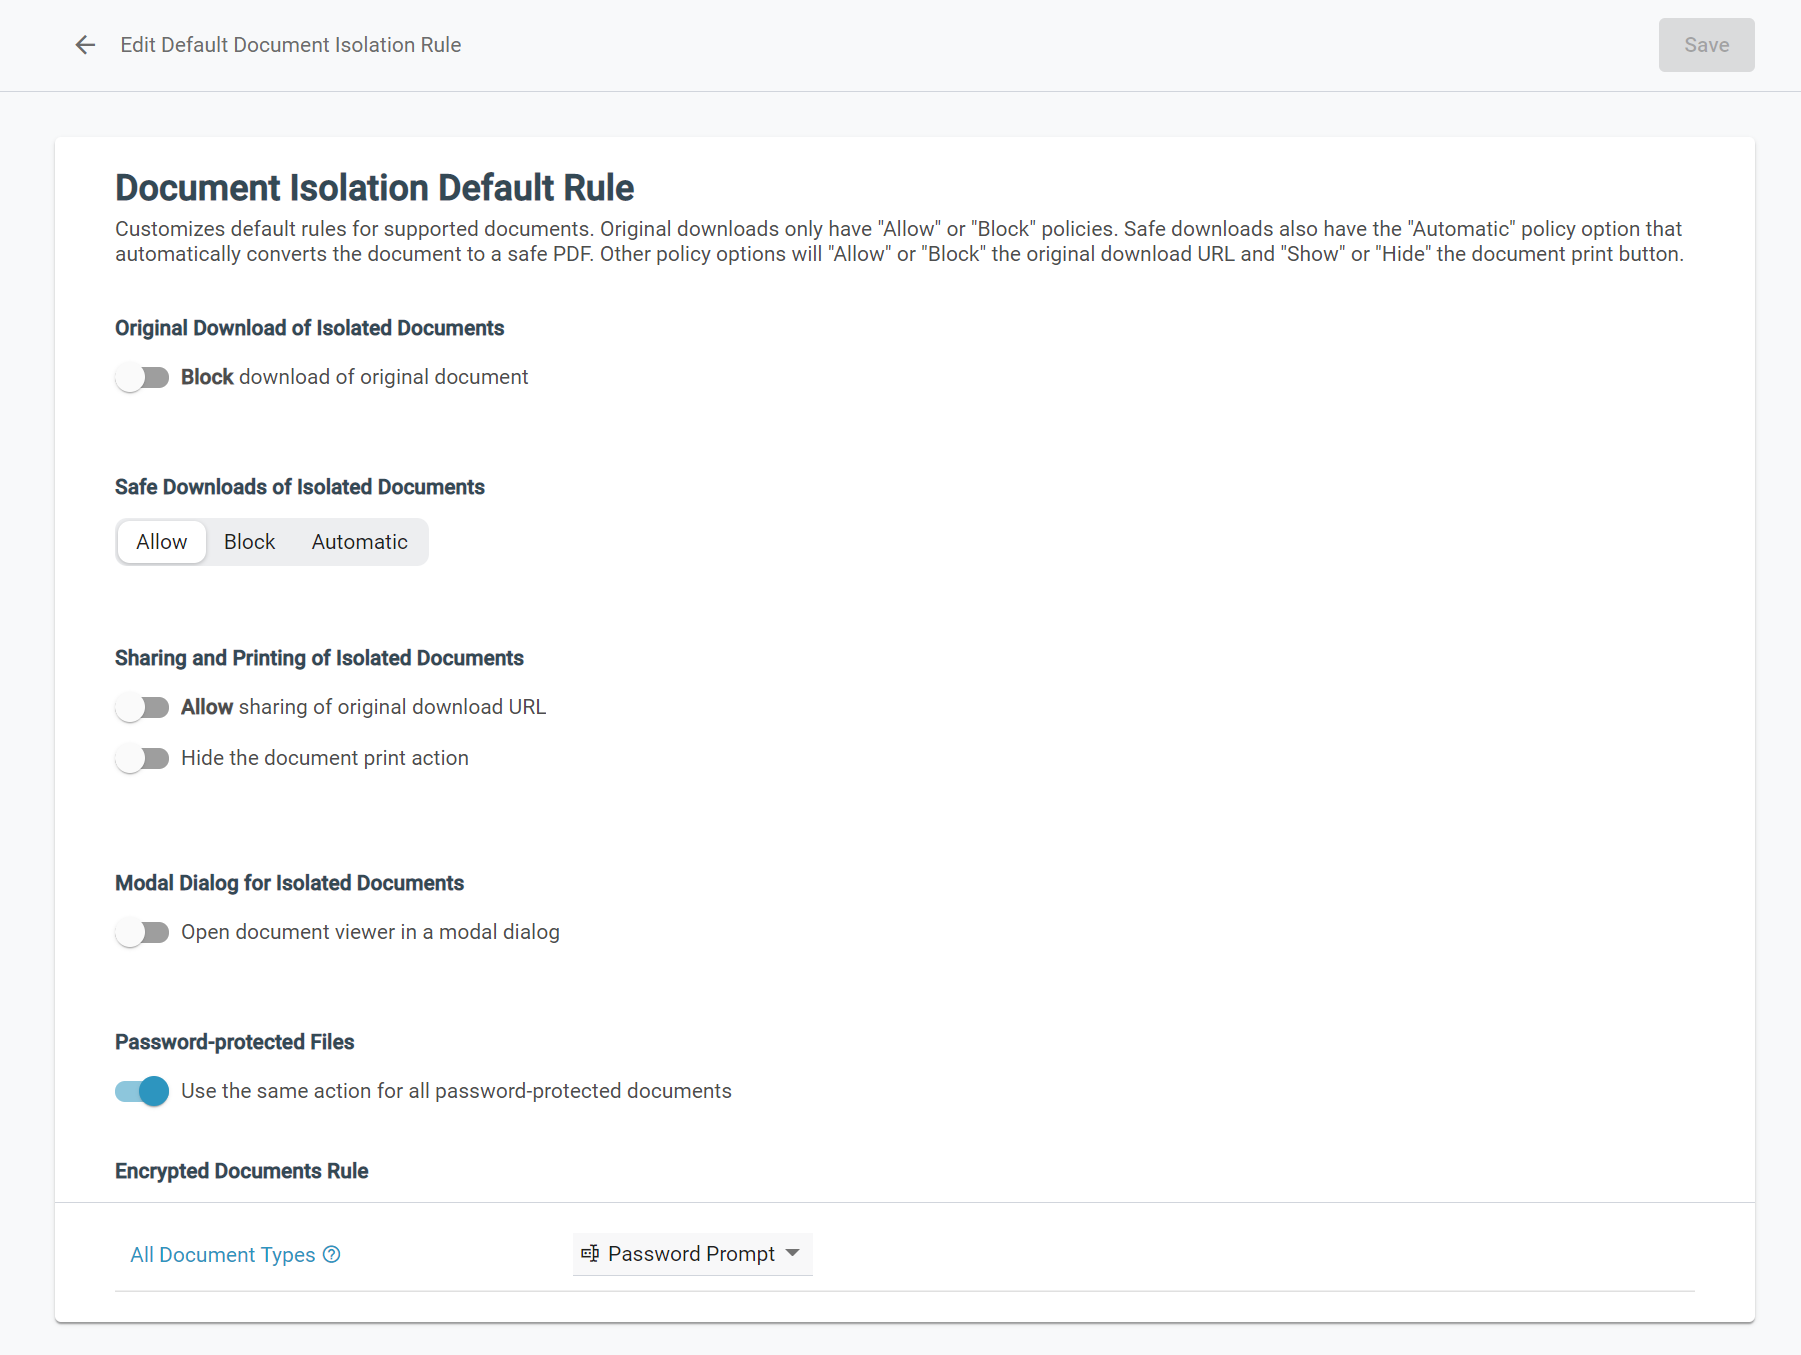 Edit Default Document Isolation Rule
Save
Document Isolation Default Rule
Customizes default rules for supported documents. Original downloads only have "Allow" or "Block" policies. Safe downloads also have the "Automatic" policy option that
automatically converts the document to a safe PDF. Other policy options will "Allow" or "Block" the original download URL and "Show" or "Hide" the document print button.
Original Download of Isolated Documents
Block download of original document
Safe Downloads of Isolated Documents
Allow Block Automatic
Sharing and Printing of Isolated Documents
Allow sharing of original download URL
Hide the document print action
Modal Dialog for Isolated Documents
Open document viewer in a modal dialog
Password-protected Files
Use the same action for all password-protected documents
Encrypted Documents Rule
All Document Types
Password Prompt